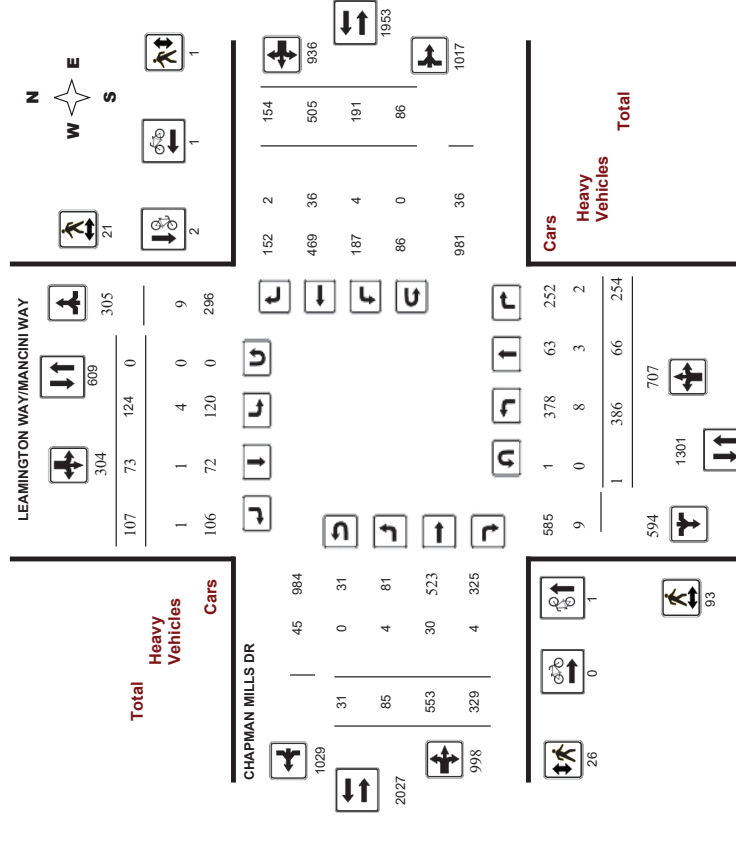 N
W E
S
LEAMINGTON WAY/MANCINI WAY
304 609 305
107 73 124 0
1 1 4 0 9
106 72 120 0 296
21
2 1 1
Total
Heavy
Vehicles
Cars
CHAPMAN MILLS DR
1029 45 984
31 0 31
2027 85 4 81
553 30 523
998 329 4 325
152 2 154 936
469 36 505
187 4 191 1953
86 0 86
981 36 1017
585 1 378 63 252 Cars
9 0 8 3 2 Heavy
Vehicles
1 386 66 254 Total
594 1301 707
26 0 1
93